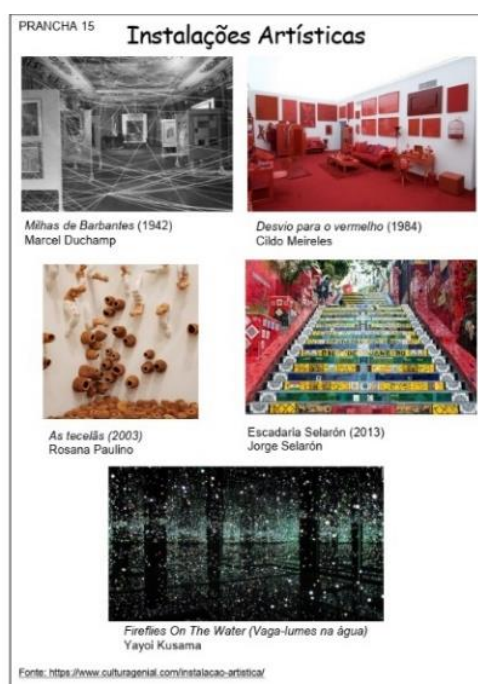 PRANCHA 15
Instalações Artísticas
Milhas de Barbantes (1942)
Marcel Duchamp
Desvio para o vermelho (1984)
Cildo Meireles
As tecelãs (2003)
Rosana Paulino
Escadaria Selarón (2013)
Jorge Selarón
Fireflies On The Water (Vaga-lumes na água)
Yayoi Kusama
Fonte: https://www.culturagenial.com/instalacao-artistica/